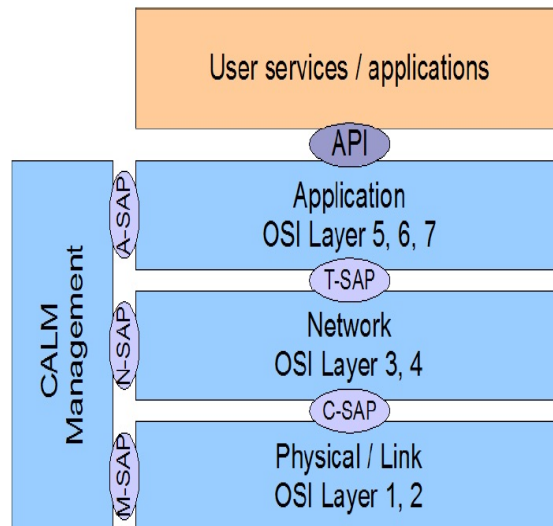 User services / applications
API
Application
OSI Layer 5, 6, 7
T-SAP
Network
OSI Layer 3, 4
C-SAP
Physical / Link
OSI Layer 1, 2
CALM
Management
A-SAP
N-SAP
M-SAP